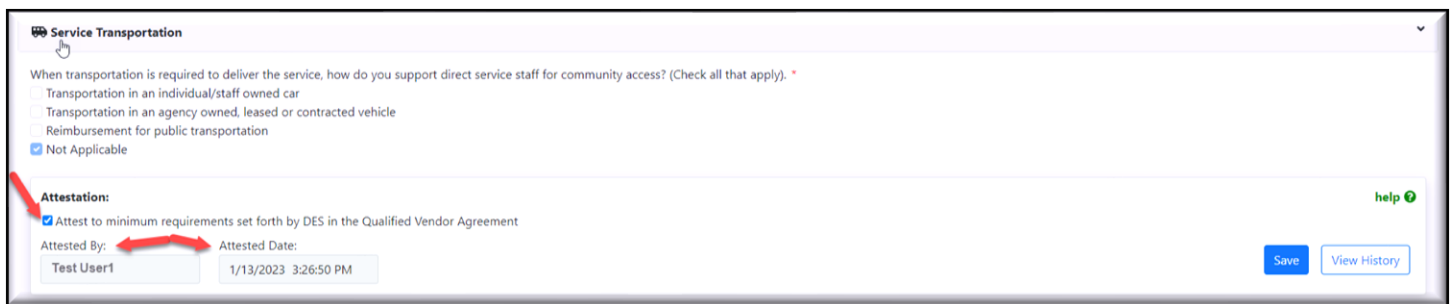 Service Transportation
When transportation is required to deliver the service, how do you support direct service staff for community access? (Check all that apply). *
Transportation in an individual/staff owned car
Transportation in an agency owned, leased or contracted vehicle
Reimbursement for public transportation
Not Applicable
Attestation:
help
Attest to minimum requirements set forth by DES in the Qualified Vendor Agreement
Attested By:
Attested Date:
Test User1
1/13/2023 3:26:50 PM
Save
View History